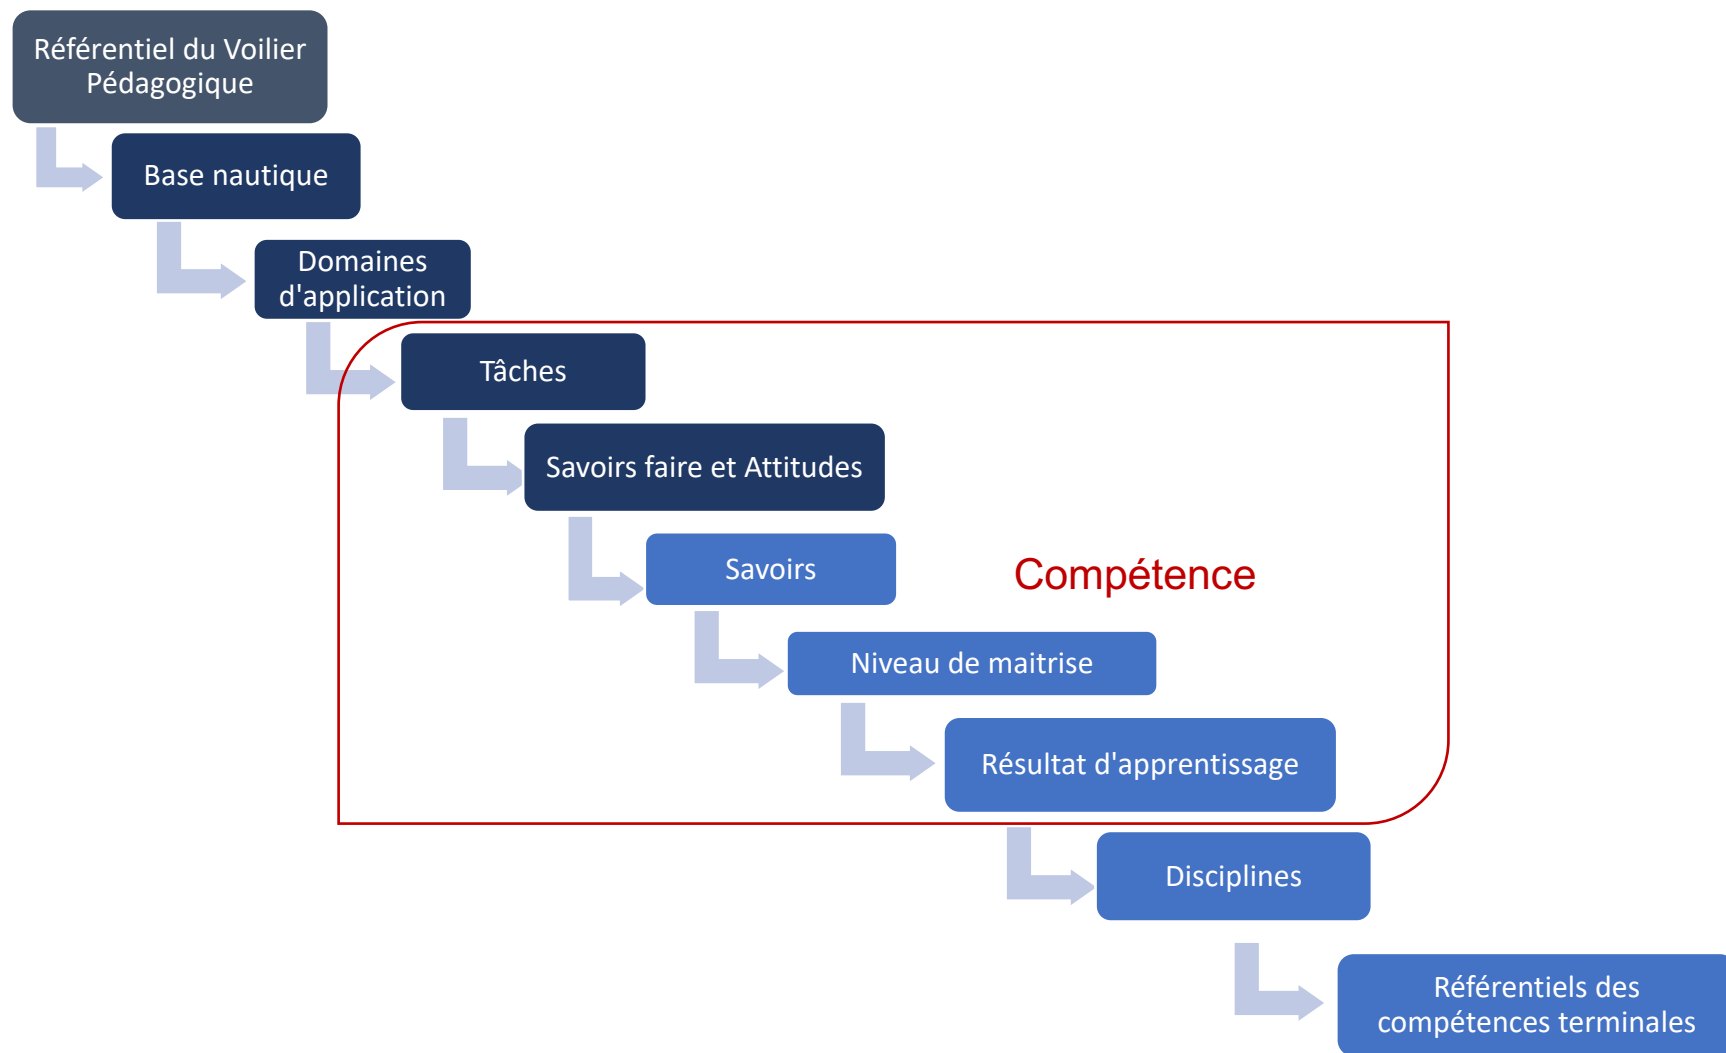 Référentiel du Voilier
Pédagogique
Base nautique
Domaines
d'application
Tâches
Savoirs faire et Attitudes
Savoirs
Compétence
Niveau de maitrise
Résultat d'apprentissage
Disciplines
Référentiels des
compétences terminales